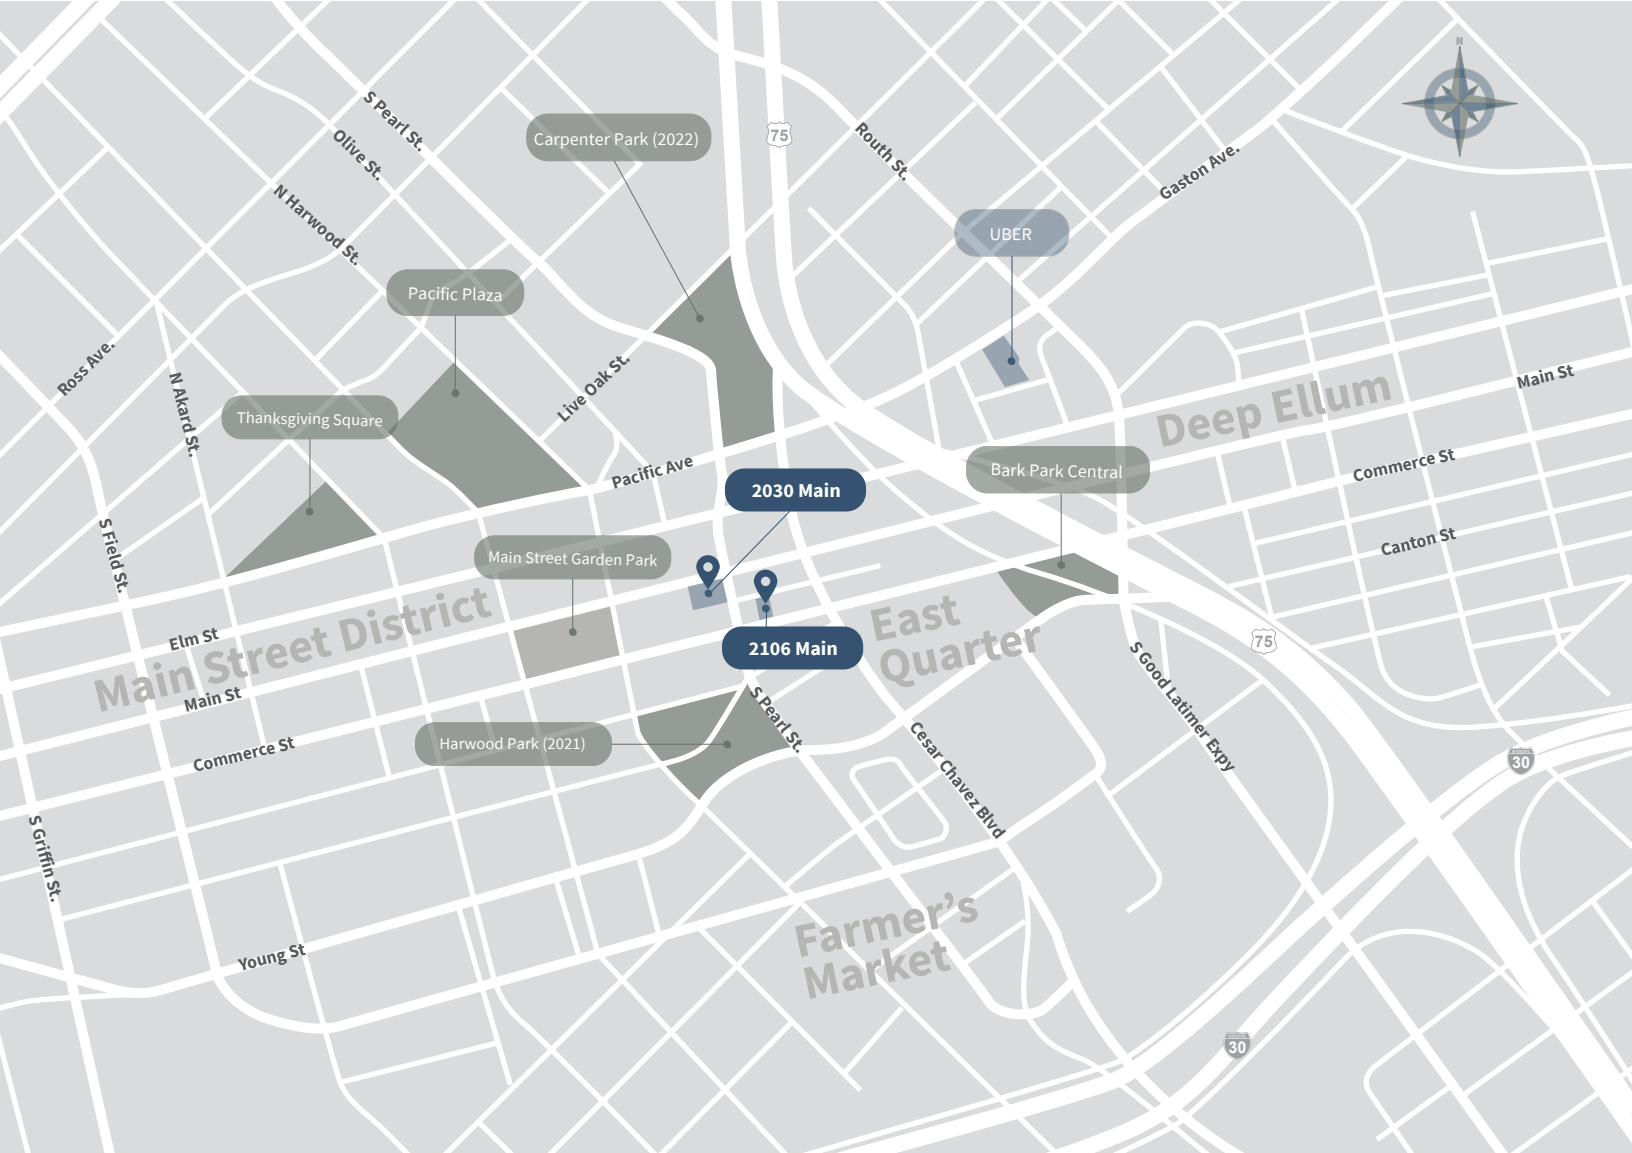 N
S Pearl St.
Olive St.
N Harwood St.
Carpenter Park (2022)
75
Routh St.
Gaston Ave.
UBER
Pacific Plaza
Ross Ave.
N Akard St.
Thanksgiving Square
Live Oak St.
Pacific Ave
Deep Ellum
Main St
Commerce St
Canton St
Bark Park Central
2030 Main
S Field St.
Main Street Garden Park
Elm St
Main Street District
Main St
Commerce St
2106 Main
East
Quarter
75
S Good Latimer Expy
S Pearl St.
Harwood Park (2021)
Cesar Chavez Blvd
30
S Griffin St.
Young St
Farmer's
Market
30